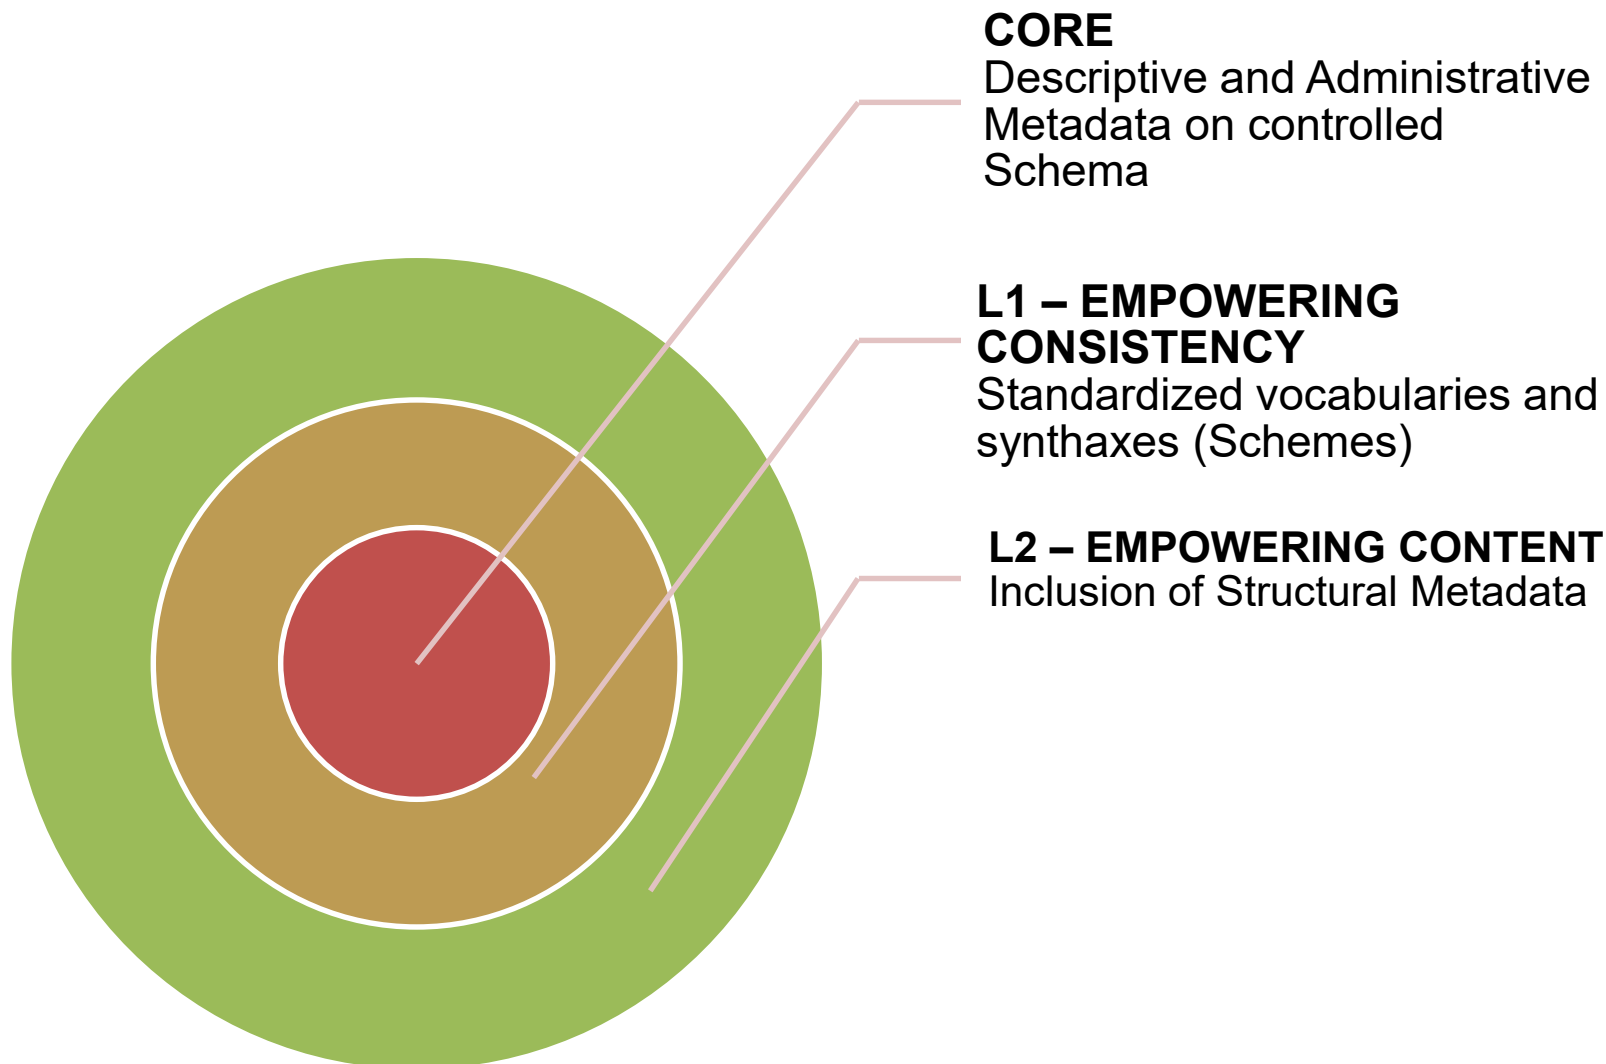 CORE
Descriptive and Administrative
Metadata on controlled
Schema
L1 – EMPOWERING
CONSISTENCY
Standardized vocabularies and
synthaxes (Schemes)
L2 – EMPOWERING CONTENT
Inclusion of Structural Metadata